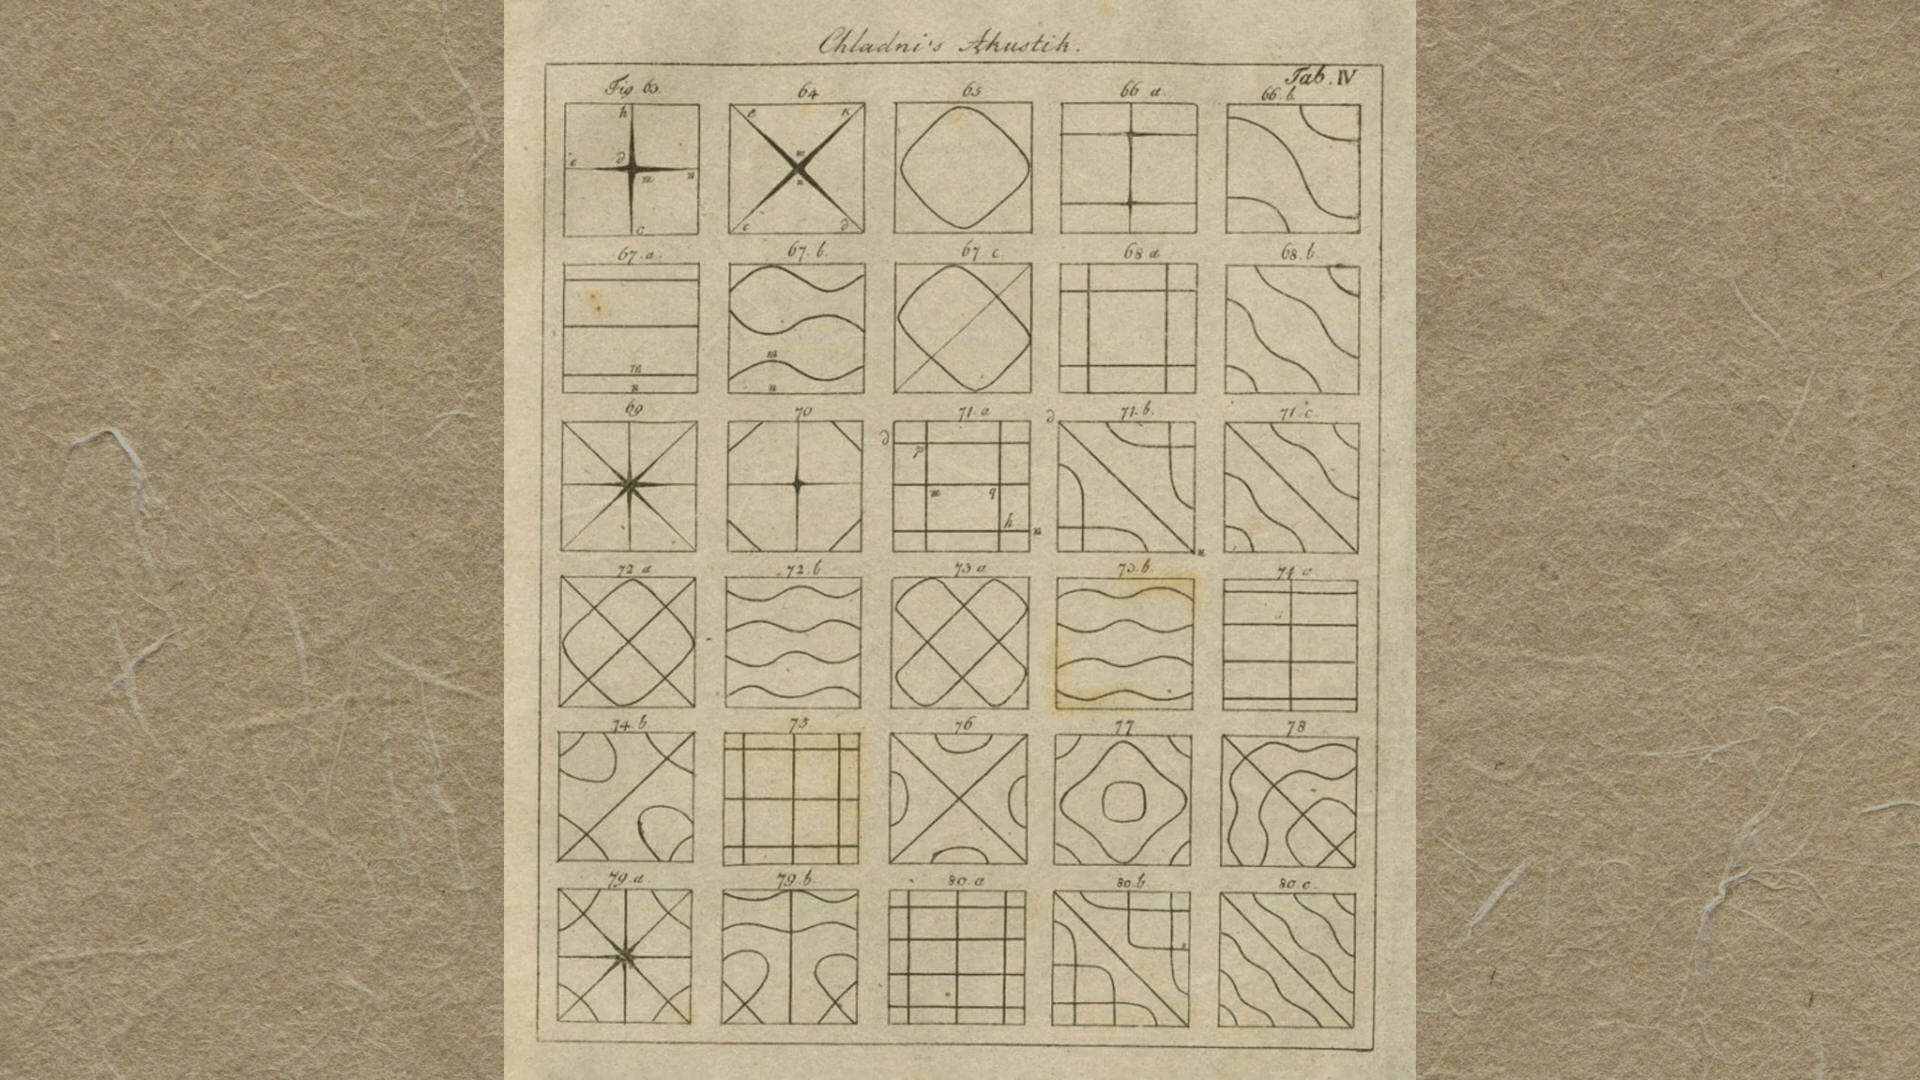 Chladni's Akustik.
Tab. IV
Fig. 63. 64 65 66 a. 66. b.
h
e d m n
c
e k
m
n
c d
67. a. 67. b. 67 c. 68 a 68. b.
m m
n n
69 70 71. a 71. b. 71. c.
d d
p
m q
h n
n
72 a 72. b 73 a 73. b. 74 a
74. b 75 76 77 78
79. a 79. b. 80. a 80. b. 80. c.